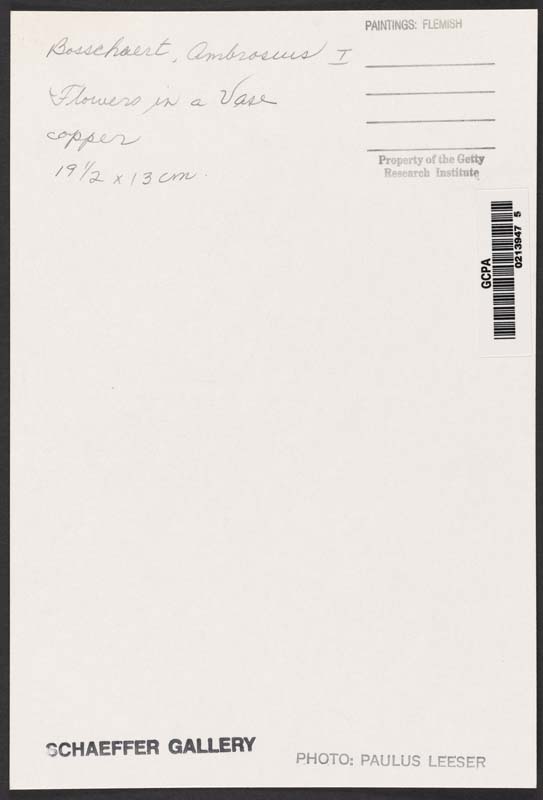 Bosschaert, Ambrosius I
Flowers in a Vase
copper
19 1/2 x 13 cm.
PAINTINGS: FLEMISH
Property of the Getty
Research Institute
GCPA
0213947 5
SCHAEFFER GALLERY
PHOTO: PAULUS LEESER